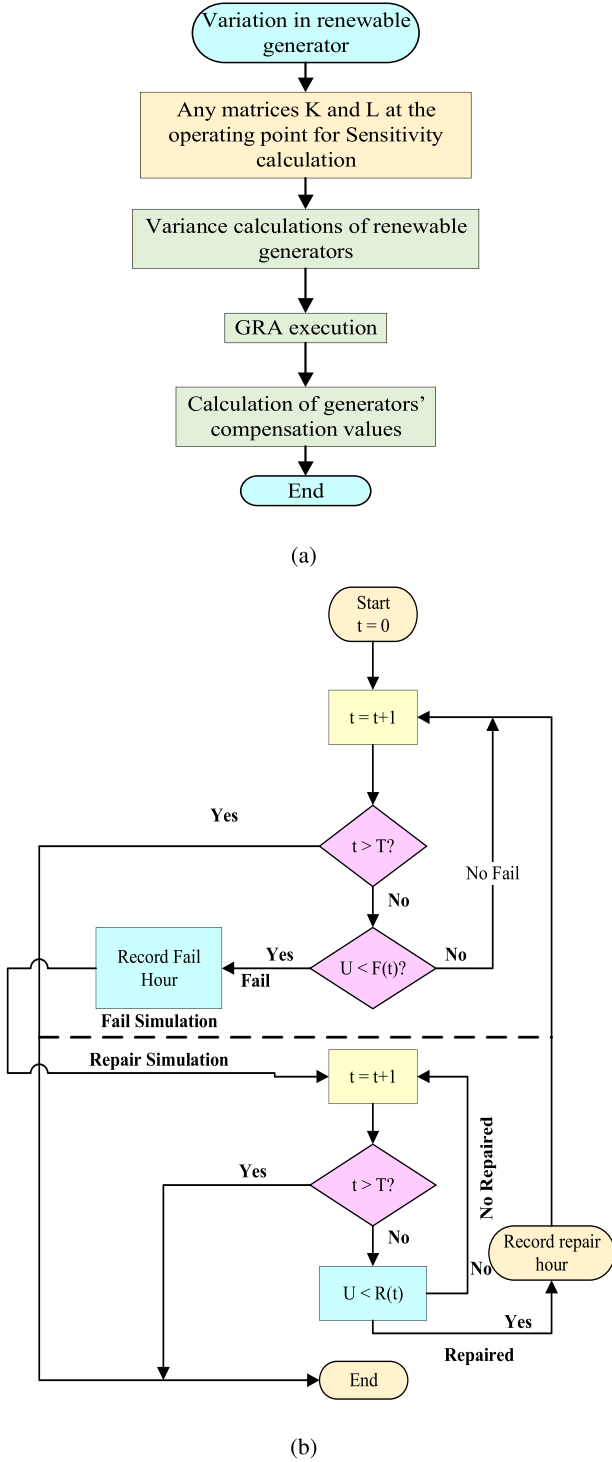 Variation in renewable
generator
Any matrices K and L at the
operating point for Sensitivity
calculation
Variance calculations of renewable
generators
GRA execution
Calculation of generators’
compensation values
End
(a)
Start
t = 0
t = t+1
Yes
t > T?
No Fail
No
Record Fail
Hour
Yes
Fail
U < F(t)?
No
Fail Simulation
Repair Simulation
t = t+1
No Repaired
Yes
t > T?
No
Record repair
hour
U < R(t)
No
Yes
Repaired
End
(b)